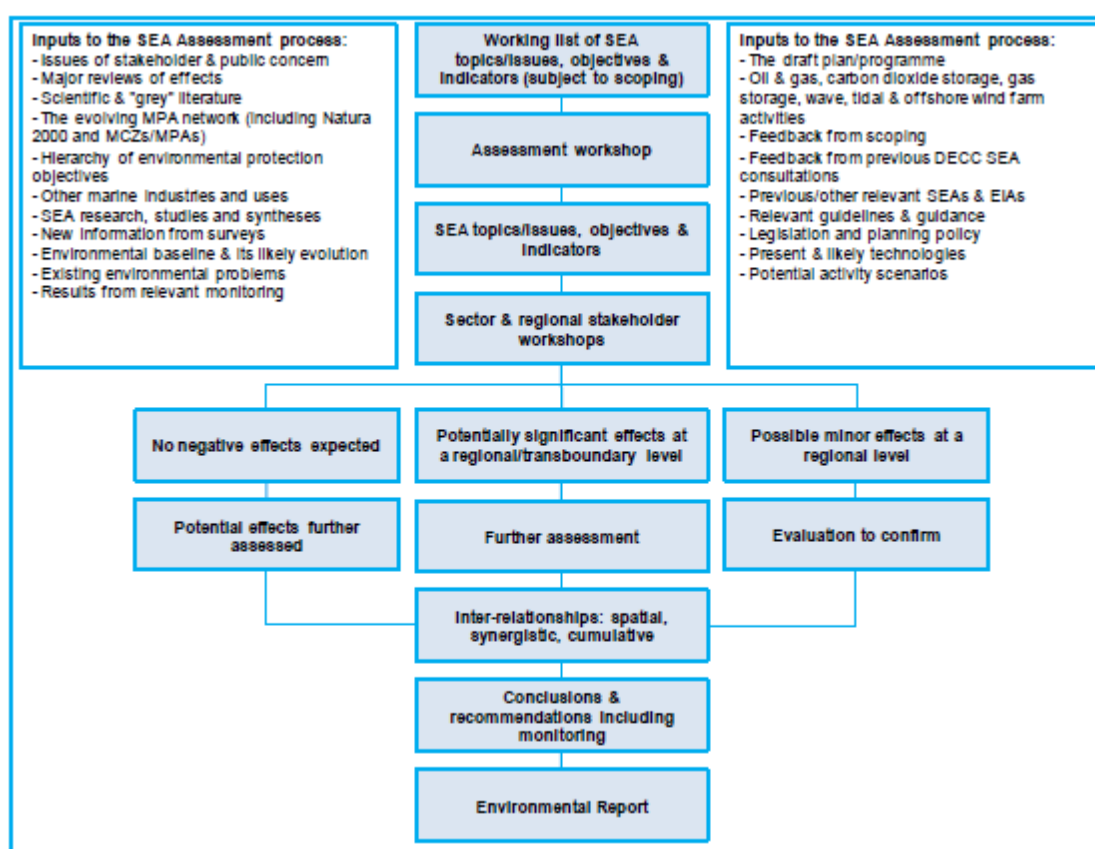 Inputs to the SEA Assessment process:
- Issues of stakeholder & public concern
- Major reviews of effects
- Scientific & "grey" literature
- The evolving MPA network (including Natura
2000 and MCZs/MPAs)
- Hierarchy of environmental protection
objectives
- Other marine industries and uses
- SEA research, studies and syntheses
- New information from surveys
- Environmental baseline & its likely evolution
- Existing environmental problems
- Results from relevant monitoring
Working list of SEA
topics/issues, objectives &
indicators (subject to scoping)
Assessment workshop
SEA topics/issues, objectives &
indicators
Sector & regional stakeholder
workshops
Inputs to the SEA Assessment process:
- The draft plan/programme
- Oil & gas, carbon dioxide storage, gas
storage, wave, tidal & offshore wind farm
activities
- Feedback from scoping
- Feedback from previous DECC SEA
consultations
- Previous/other relevant SEAs & EIAs
- Relevant guidelines & guidance
- Legislation and planning policy
- Present & likely technologies
- Potential activity scenarios
No negative effects expected
Potentially significant effects at
a regional/transboundary level
Possible minor effects at a
regional level
Potential effects further
assessed
Further assessment
Evaluation to confirm
Inter-relationships: spatial,
synergistic, cumulative
Conclusions &
recommendations including
monitoring
Environmental Report